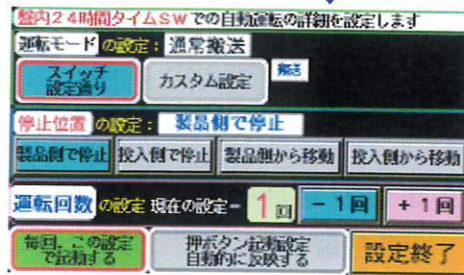 盤内24時間タイムSWでの自動運転の詳細を設定します
運転モード の設定： 通常搬送
スイッチ
設定通り
カスタム設定
搬送
停止位置 の設定： 製品側で停止
製品側で停止 投入側で停止 製品側から移動 投入側から移動
運転回数 の設定 現在の設定= 1回 －1回 ＋1回
毎回、この設定
で起動する
押ボタン起動設定
自動的に反映する
設定終了